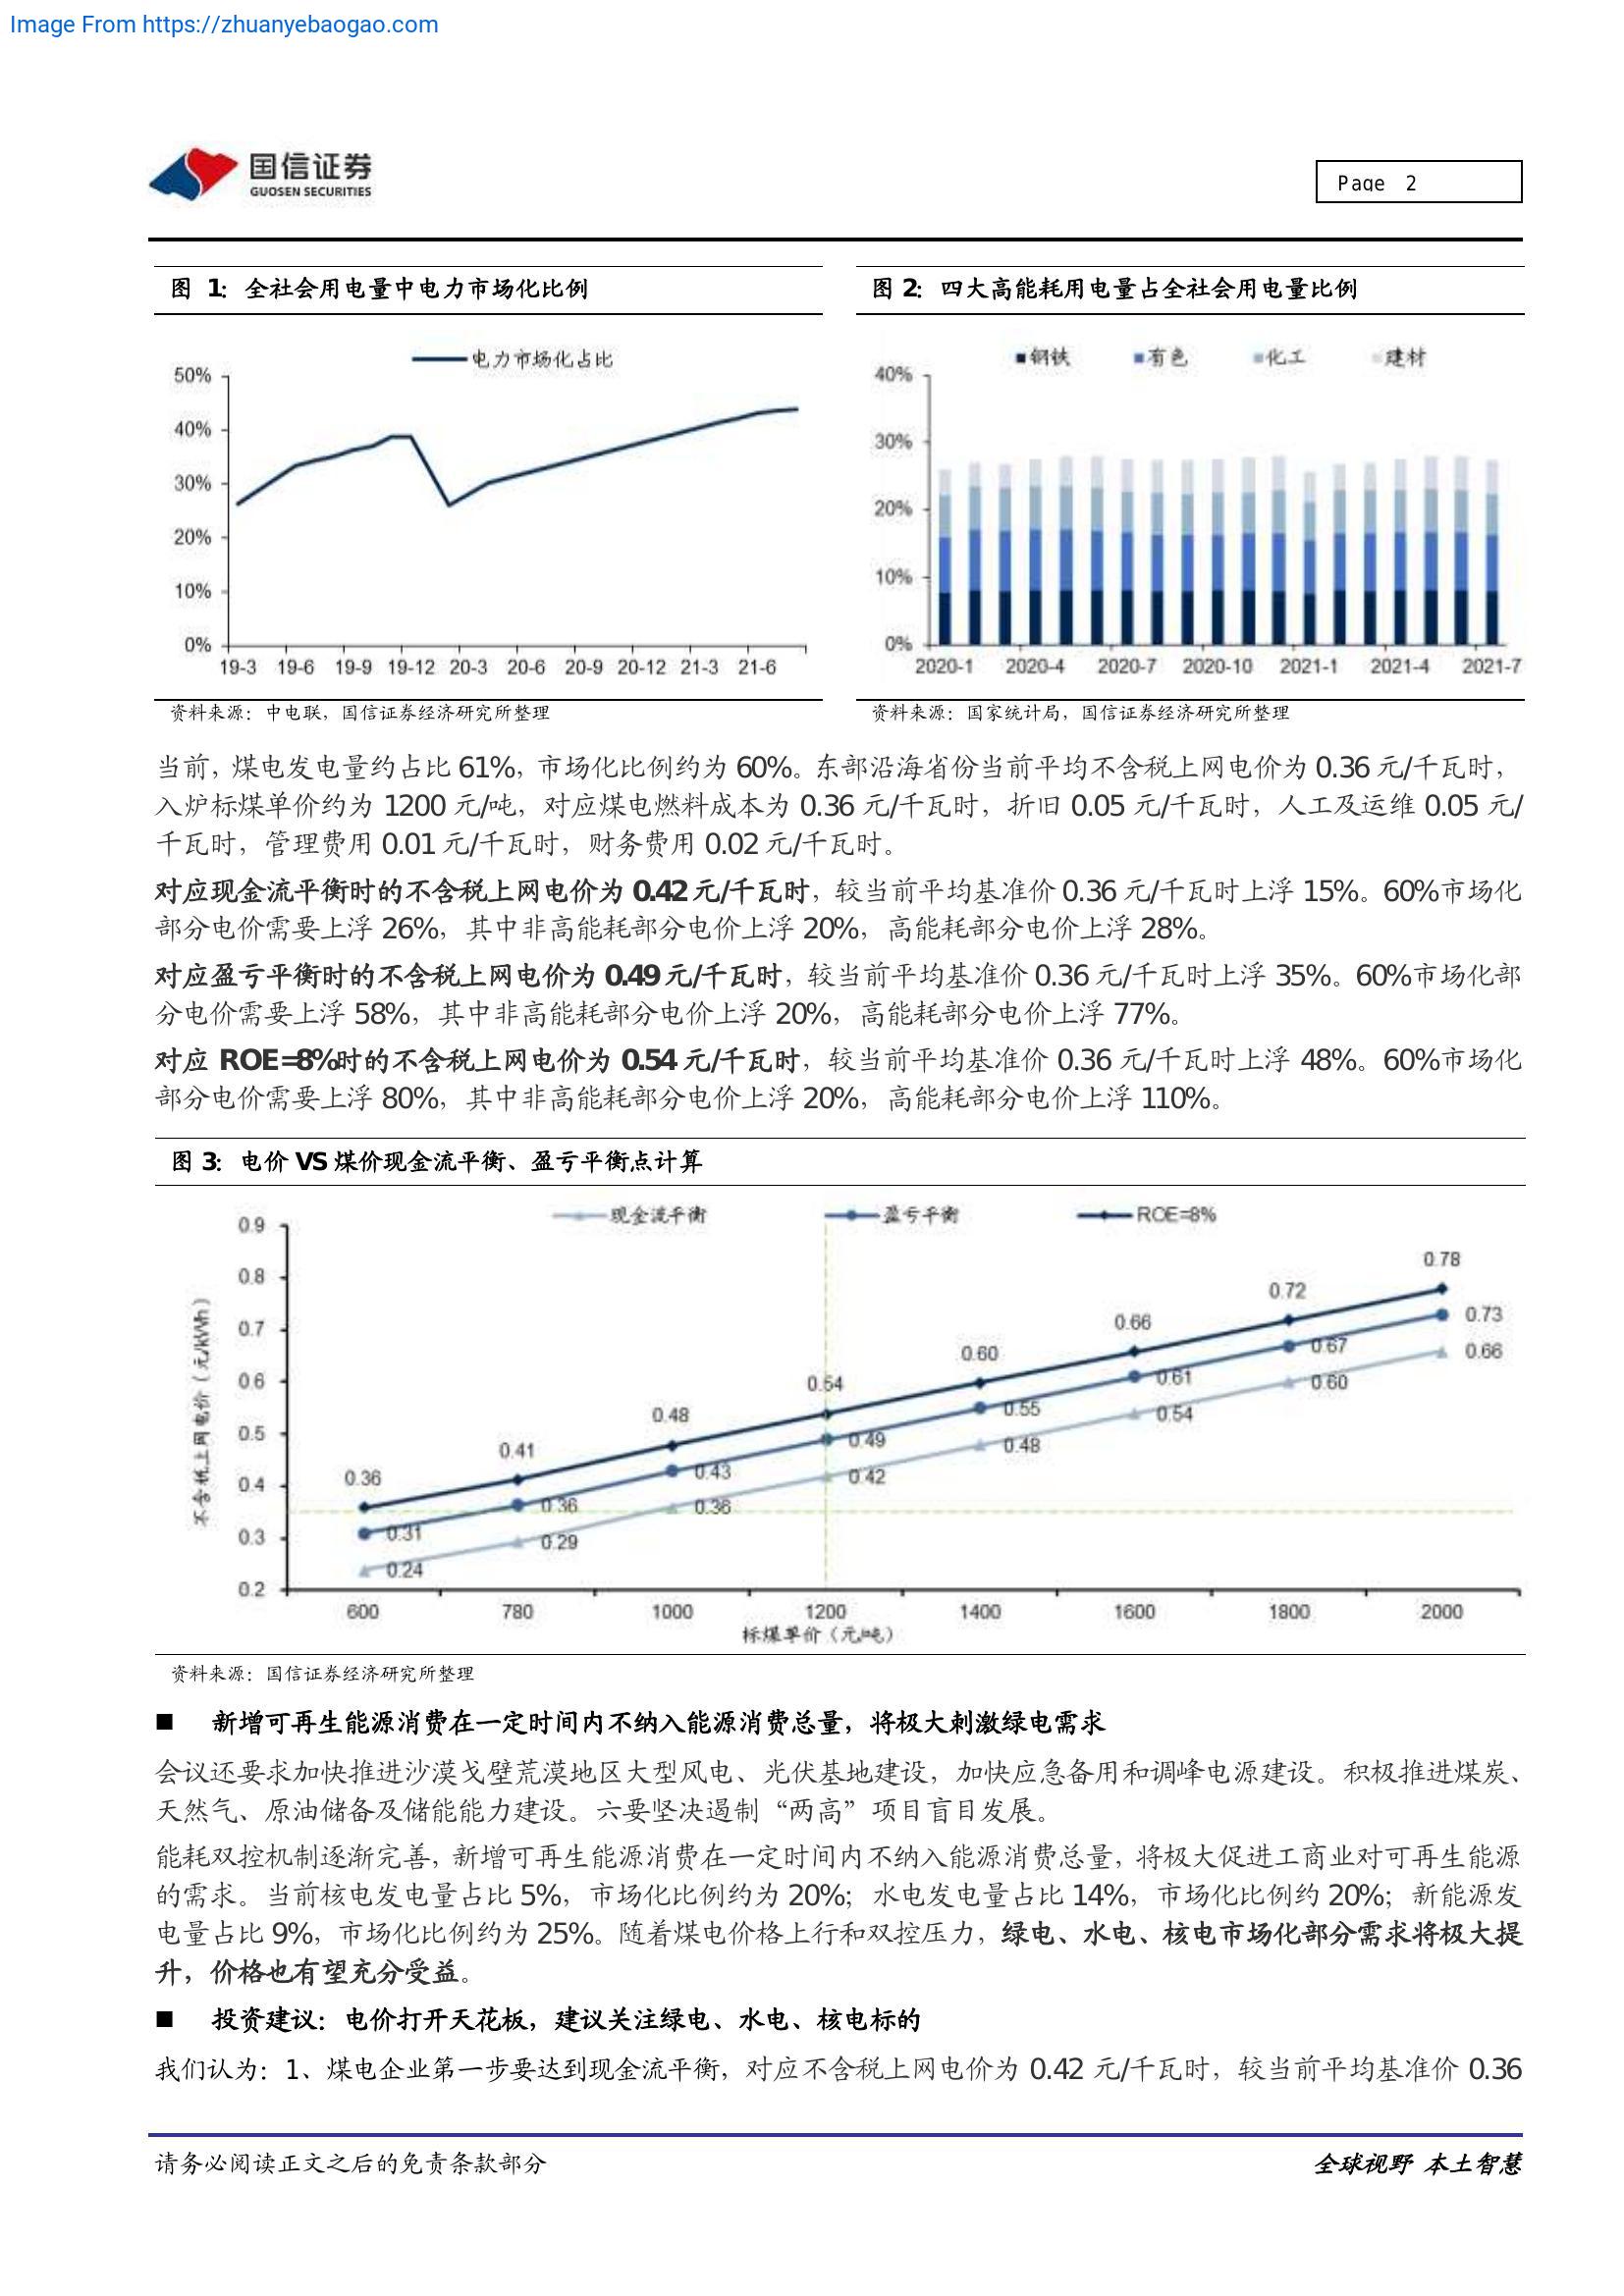 Image From https://zhuanyebaogao.com
国信证券
GUOSEN SECURITIES
Page 2
图 1：全社会用电量中电力市场化比例
电力市场化占比
50%
40%
30%
20%
10%
0%
19-3 19-6 19-9 19-12 20-3 20-6 20-9 20-12 21-3 21-6
资料来源：中电联，国信证券经济研究所整理
图 2：四大高能耗用电量占全社会用电量比例
钢铁 有色 化工 建材
40%
30%
20%
10%
0%
2020-1 2020-4 2020-7 2020-10 2021-1 2021-4 2021-7
资料来源：国家统计局，国信证券经济研究所整理
当前，煤电发电量约占比 61%，市场化比例约为 60%。东部沿海省份当前平均不含税上网电价为 0.36 元/千瓦时，
入炉标煤单价约为 1200 元/吨，对应煤电燃料成本为 0.36 元/千瓦时，折旧 0.05 元/千瓦时，人工及运维 0.05 元/
千瓦时，管理费用 0.01 元/千瓦时，财务费用 0.02 元/千瓦时。
对应现金流平衡时的不含税上网电价为 0.42 元/千瓦时，较当前平均基准价 0.36 元/千瓦时上浮 15%。60%市场化
部分电价需要上浮 26%，其中非高能耗部分电价上浮 20%，高能耗部分电价上浮 28%。
对应盈亏平衡时的不含税上网电价为 0.49 元/千瓦时，较当前平均基准价 0.36 元/千瓦时上浮 35%。60%市场化部
分电价需要上浮 58%，其中非高能耗部分电价上浮 20%，高能耗部分电价上浮 77%。
对应 ROE=8%时的不含税上网电价为 0.54 元/千瓦时，较当前平均基准价 0.36 元/千瓦时上浮 48%。60%市场化
部分电价需要上浮 80%，其中非高能耗部分电价上浮 20%，高能耗部分电价上浮 110%。
图 3：电价 VS 煤价现金流平衡、盈亏平衡点计算
现金流平衡 盈亏平衡 ROE=8%
不含税上网电价（元/kWh）
0.9
0.8
0.7
0.6
0.5
0.4
0.3
0.2
0.36 0.41 0.48 0.54 0.60 0.66 0.72 0.78
0.31 0.36 0.43 0.49 0.55 0.61 0.67 0.73
0.24 0.29 0.36 0.42 0.48 0.54 0.60 0.66
600 780 1000 1200 1400 1600 1800 2000
标煤单价（元/吨）
资料来源：国信证券经济研究所整理
■ 新增可再生能源消费在一定时间内不纳入能源消费总量，将极大刺激绿电需求
会议还要求加快推进沙漠戈壁荒漠地区大型风电、光伏基地建设，加快应急备用和调峰电源建设。积极推进煤炭、
天然气、原油储备及储能能力建设。六要坚决遏制“两高”项目盲目发展。
能耗双控机制逐渐完善，新增可再生能源消费在一定时间内不纳入能源消费总量，将极大促进工商业对可再生能源
的需求。当前核电发电量占比 5%，市场化比例约为 20%；水电发电量占比 14%，市场化比例约 20%；新能源发
电量占比 9%，市场化比例约为 25%。随着煤电价格上行和双控压力，绿电、水电、核电市场化部分需求将极大提
升，价格也有望充分受益。
■ 投资建议：电价打开天花板，建议关注绿电、水电、核电标的
我们认为：1、煤电企业第一步要达到现金流平衡，对应不含税上网电价为 0.42 元/千瓦时，较当前平均基准价 0.36
请务必阅读正文之后的免责条款部分
全球视野 本土智慧